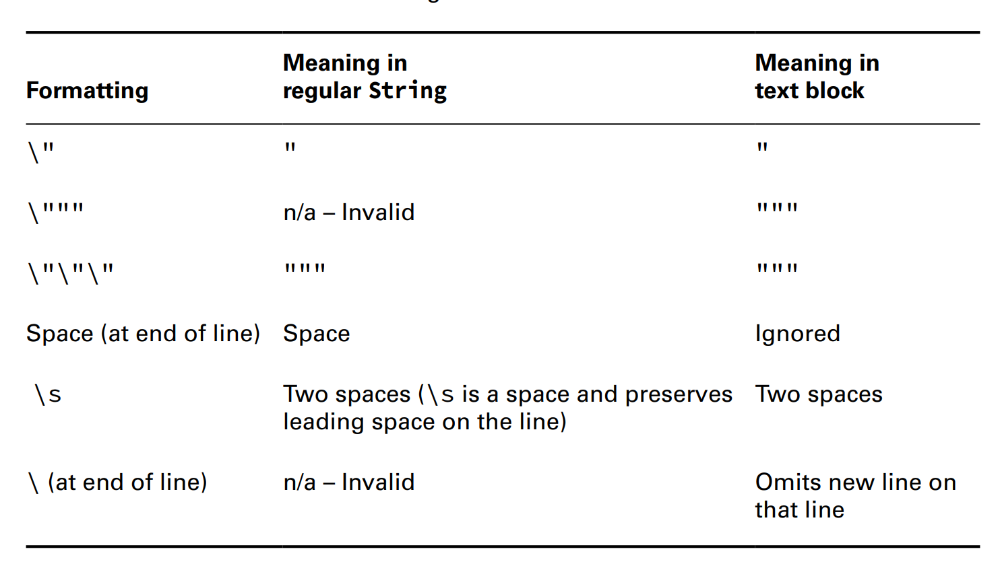 Formatting
Meaning in
regular String
Meaning in
text block
\" " "
\""" n/a – Invalid """
\"\"\" """ """
Space (at end of line) Space Ignored
\s Two spaces (\s is a space and preserves
leading space on the line) Two spaces
\ (at end of line) n/a – Invalid Omits new line on
that line